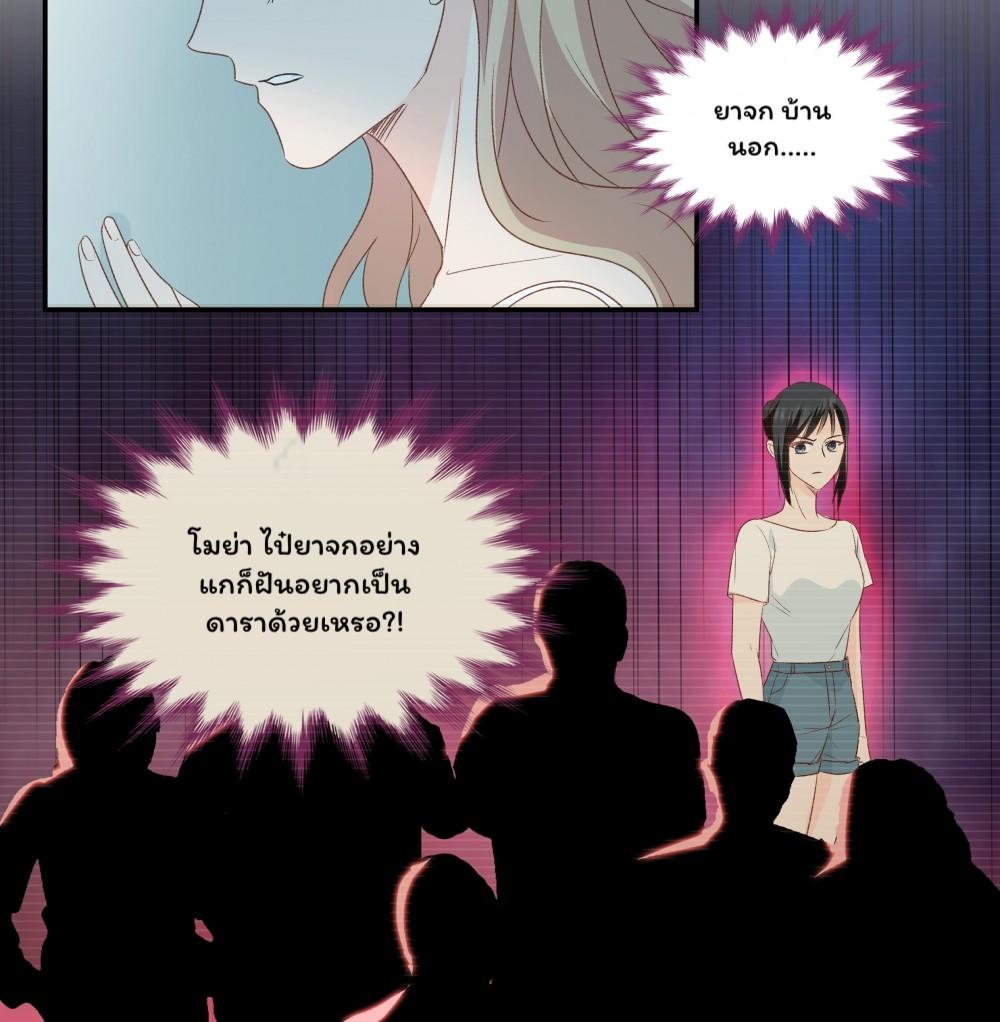 ยาจก บ้าน
นอก.....
โมย่า ไป๋ยาจกอย่าง
แกก็ฝันอยากเป็น
ดาราด้วยเหรอ?!